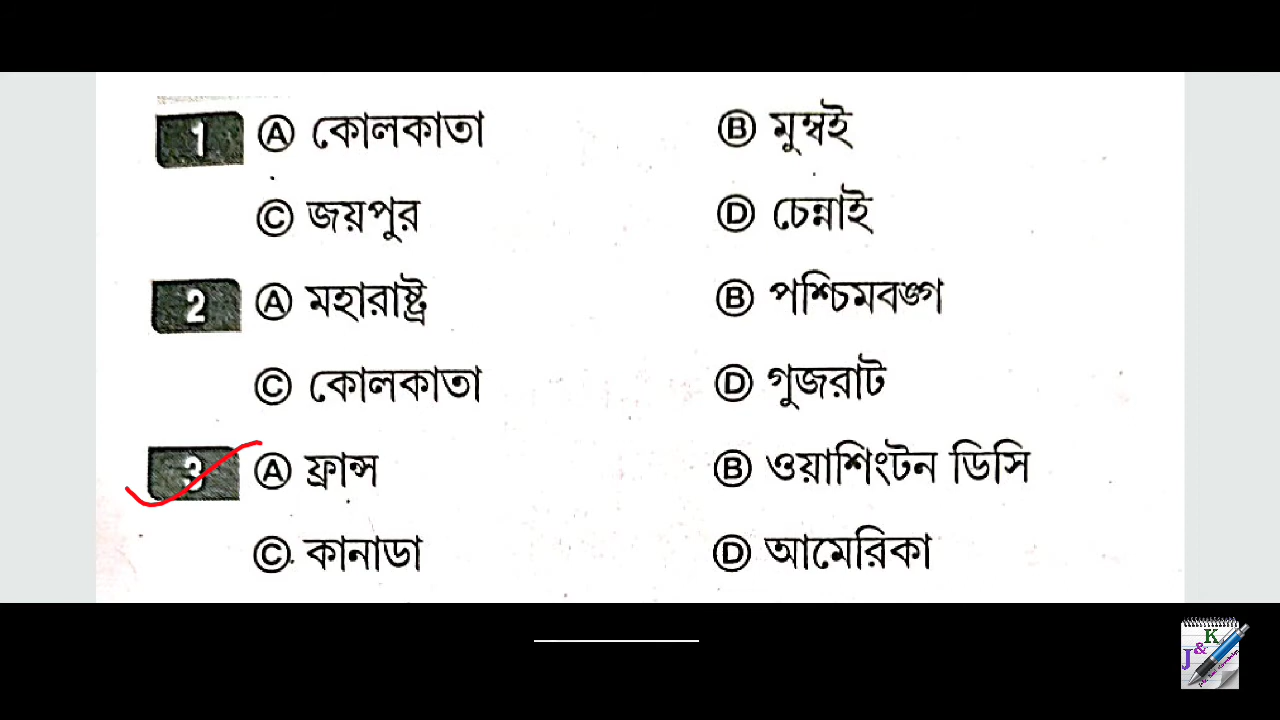 1 Ⓐ কোলকাতা Ⓑ মুম্বই
Ⓒ জয়পুর Ⓓ চেন্নাই
2 Ⓐ মহারাষ্ট্র Ⓑ পশ্চিমবঙ্গ
Ⓒ কোলকাতা Ⓓ গুজরাট
3 Ⓐ ফ্রান্স Ⓑ ওয়াশিংটন ডিসি
Ⓒ কানাডা Ⓓ আমেরিকা
J&K